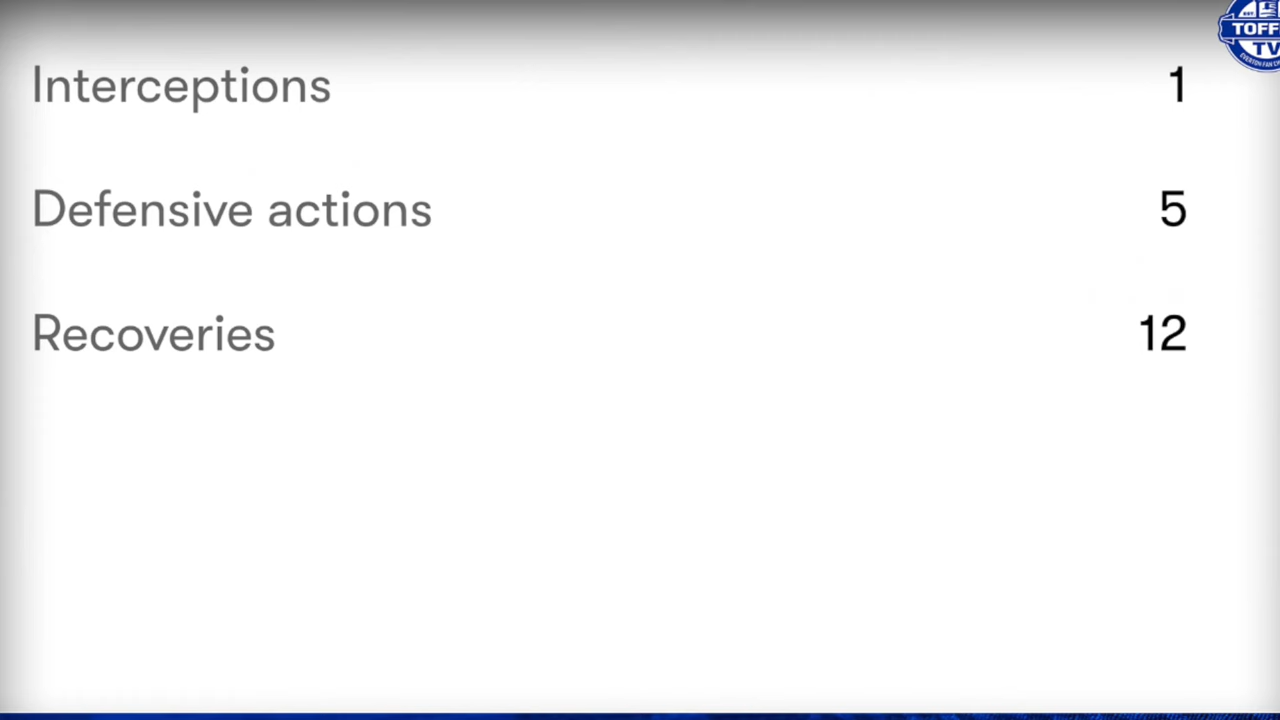 TOFF
TV
Interceptions 1
Defensive actions 5
Recoveries 12